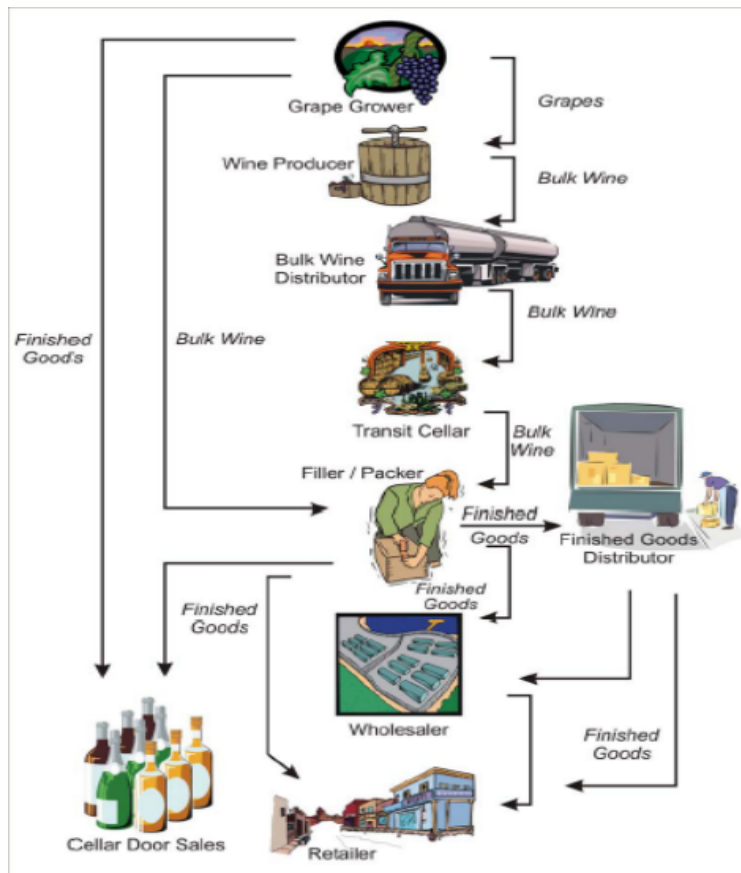 Grape Grower
Grapes
Wine Producer
Bulk Wine
Bulk Wine
Distributor
Bulk Wine
Finished
Goods
Bulk Wine
Transit Cellar
Bulk
Wine
Filler / Packer
Finished
Goods
Finished Goods
Distributor
Finished
Goods
Finished
Goods
Wholesaler
Finished
Goods
Cellar Door Sales
Retailer